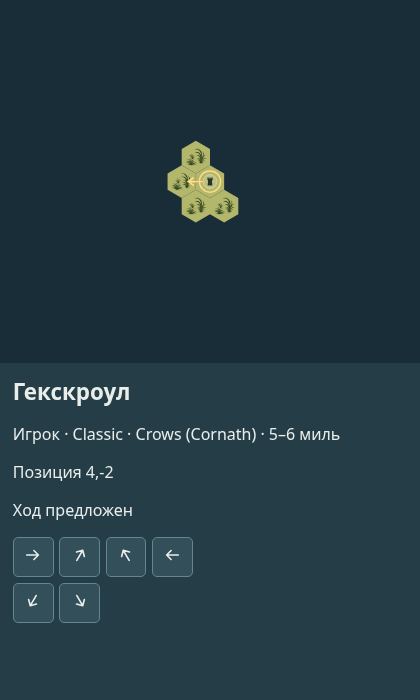 Гекскроул
Игрок · Classic · Crows (Cornath) · 5–6 миль
Позиция 4,-2
Ход предложен
→ ↗ ↖ ←
↙ ↘